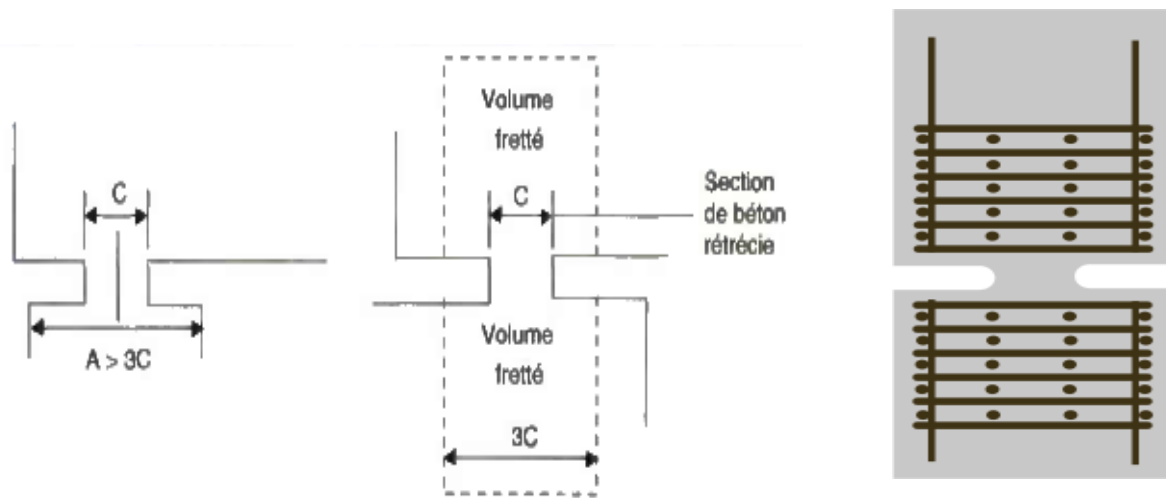 C
A > 3C
Volume
fretté
C
Section
de béton
rétrécie
Volume
fretté
3C